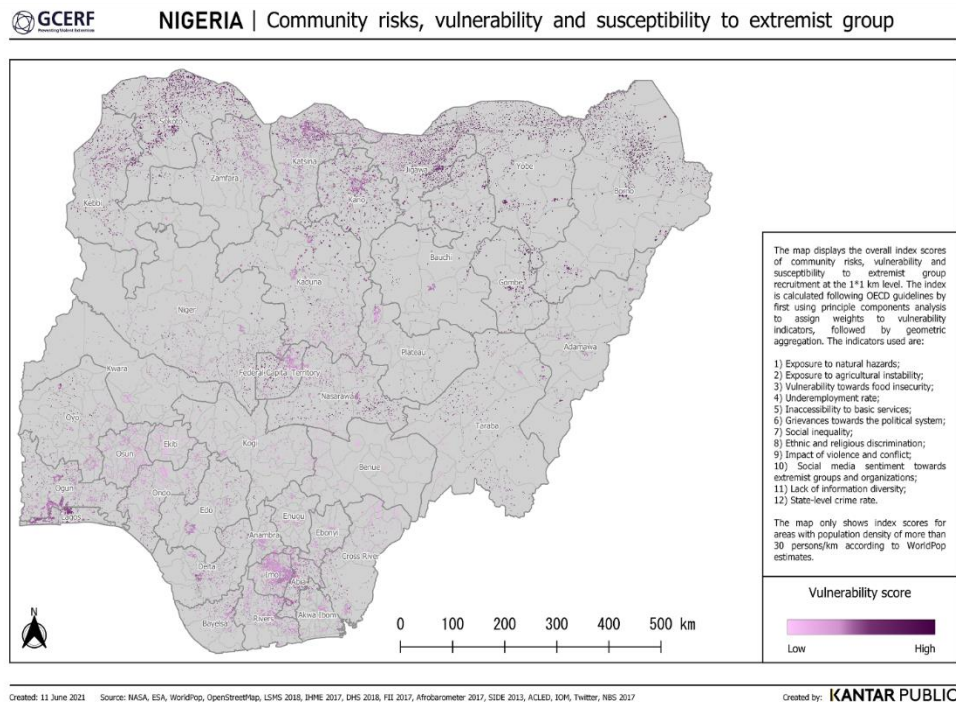 GCERF
Preventing Violent Extremism
NIGERIA | Community risks, vulnerability and susceptibility to extremist group
Sokoto
Katsina
Jigawa
Yobe
Borno
Zamfara
Kebbi
Kano
Bauchi
Gombe
Kaduna
Niger
Adamawa
Plateau
Federal Capital Territory
Kwara
Nasarawa
Oyo
Taraba
Ekiti
Osun
Kogi
Benue
Ogun
Ondo
Edo
Lagos
Enugu
Anambra
Ebonyi
Cross River
Delta
Imo
Abia
Bayelsa
Rivers
Akwa Ibom
N
0 100 200 300 400 500 km
The map displays the overall index scores
of community risks, vulnerability and
susceptibility to extremist group
recruitment at the 1*1 km level. The index
is calculated following OECD guidelines by
first using principle components analysis
to assign weights to vulnerability
indicators, followed by geometric
aggregation. The indicators used are:
1) Exposure to natural hazards;
2) Exposure to agricultural instability;
3) Vulnerability towards food insecurity;
4) Underemployment rate;
5) Inaccessibility to basic services;
6) Grievances towards the political system;
7) Social inequality;
8) Ethnic and religious discrimination;
9) Impact of violence and conflict;
10) Social media sentiment towards
extremist groups and organizations;
11) Lack of information diversity;
12) State-level crime rate.
The map only shows index scores for
areas with population density of more than
30 persons/km according to WorldPop
estimates.
Vulnerability score
Low High
Created: 11 June 2021 Source: NASA, ESA, WorldPop, OpenStreetMap, LSMS 2018, IHME 2017, DHS 2018, FII 2017, Afrobarometer 2017, SIDE 2013, ACLED, IOM, Twitter, NBS 2017
Created by: KANTAR PUBLIC